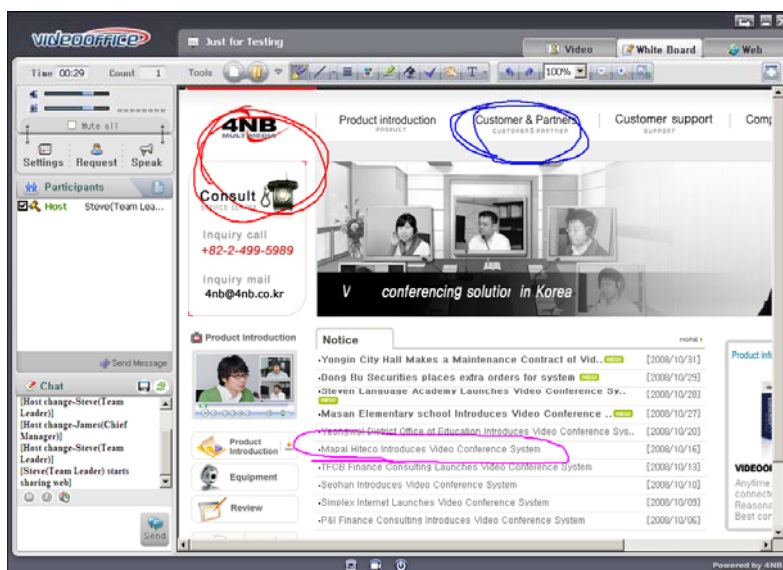 VIDEOOFFICE
Just for Testing
Video
White Board
Web
Time 00:29 Count 1
Tools
100%
Mute all
Settings Request Speak
Participants
Host Steve(Team Lea...
Send Message
Chat
[Host change-Steve(Team
Leader)]
[Host change-James(Chief
Manager)]
[Host change-Steve(Team
Leader)]
[Steve(Team Leader) starts
sharing web]
Send
4NB
MULTIMEDIA
Product introduction
PRODUCT
Customer & Partners
CUSTOMER & PARTNER
Customer support
SUPPORT
Comp
Consult
Inquiry call
+82-2-499-5989
Inquiry mail
4nb@4nb.co.kr
V conferencing solution in Korea
Product Introduction
Product
Introduction
Equipment
Review
Notice
MORE
·Yongin City Hall Makes a Maintenance Contract of Vid.. [2008/10/31]
·Dong Bu Securities places extra orders for system [2008/10/29]
·Steven Language Academy Launches Video Conference Sy.. [2008/10/28]
·Masan Elementary school Introduces Video Conference .. [2008/10/27]
·Yeongwol District Office of Education Introduces Video Conference Sys.. [2008/10/20]
·Mapal Hiteco Introduces Video Conference System [2008/10/16]
·TFCB Finance Consulting Launches Video Conference System [2008/10/13]
·Seohan Introduces Video Conference System [2008/10/10]
·Simplex Internet Launches Video Conference System [2008/10/09]
·P&I Finance Consulting Introduces Video Conference System [2008/10/06]
Product inf
VIDEOOF
Anytime
connect
Reasona
Best con
Powered by 4NB